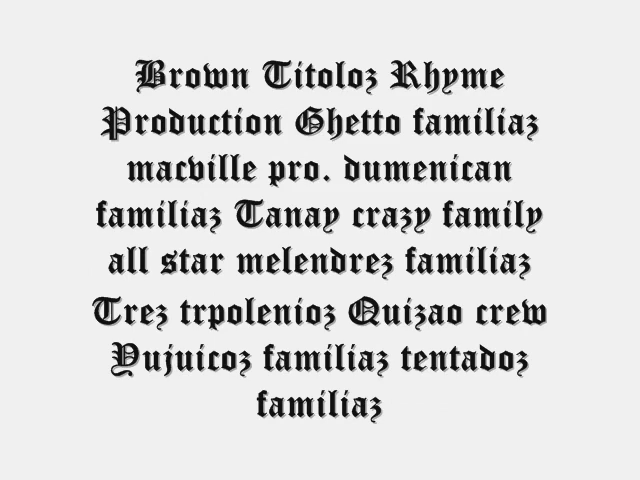 Brown Titoloz Rhyme
Production Ghetto familiaz
macville pro. dumenican
familiaz Tanay crazy family
all star melendrez familiaz
Trez trpolenioz Quizao crew
Yujuicoz familiaz tentadoz
familiaz